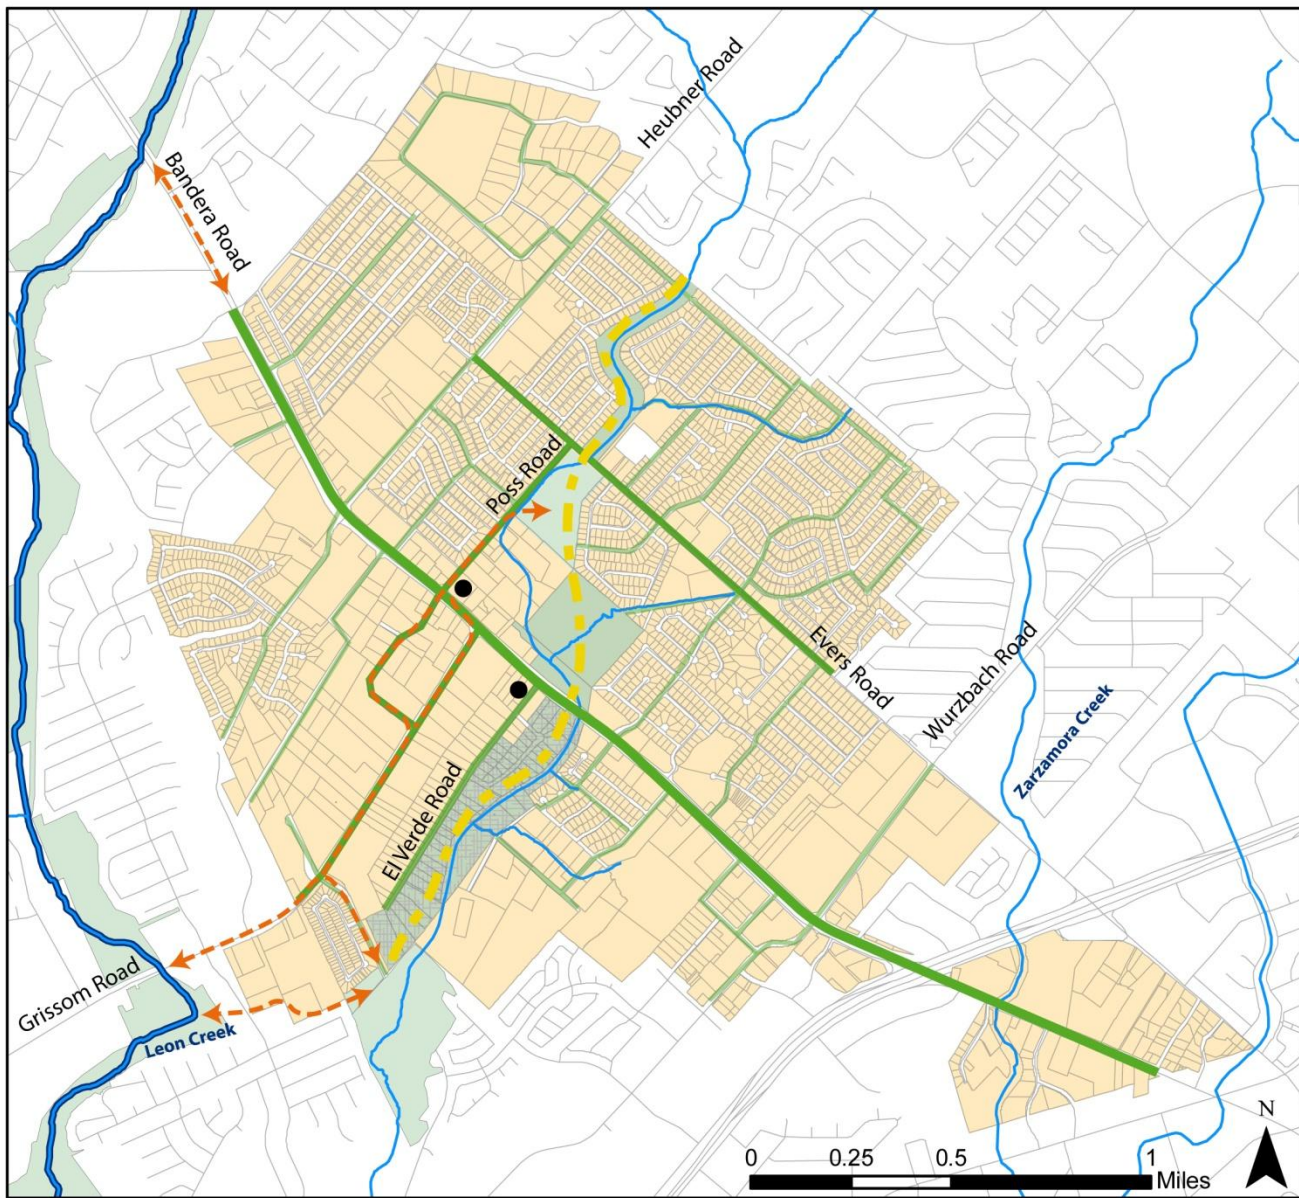 Heubner Road
Bandera Road
Poss Road
Evers Road
Wurzbach Road
Zarzamora Creek
El Verde Road
Grissom Road
Leon Creek
N
0 0.25 0.5 1
Miles